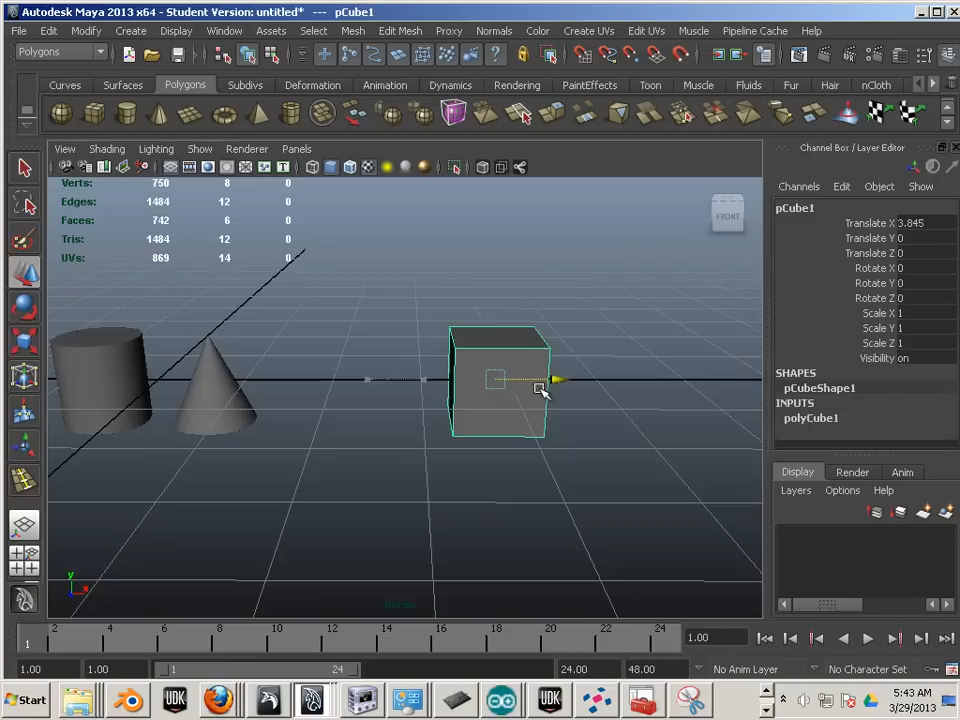 Autodesk Maya 2013 x64 - Student Version: untitled*   ---   pCube1
File Edit Modify Create Display Window Assets Select Mesh Edit Mesh Proxy Normals Color Create UVs Edit UVs Muscle Pipeline Cache Help
Polygons
Curves Surfaces Polygons Subdivs Deformation Animation Dynamics Rendering PaintEffects Toon Muscle Fluids Fur Hair nCloth
View Shading Lighting Show Renderer Panels
Verts: 750 8 0
Edges: 1484 12 0
Faces: 742 6 0
Tris: 1484 12 0
UVs: 869 14 0
FRONT
persp
y
x
Channel Box / Layer Editor
Channels Edit Object Show
pCube1
Translate X 3.845
Translate Y 0
Translate Z 0
Rotate X 0
Rotate Y 0
Rotate Z 0
Scale X 1
Scale Y 1
Scale Z 1
Visibility on
SHAPES
pCubeShape1
INPUTS
polyCube1
Display Render Anim
Layers Options Help
1 2 4 6 8 10 12 14 16 18 20 22 24
1.00
1.00 1.00 1 24 24.00 48.00 No Anim Layer No Character Set
Start
UDK
UDK
5:43 AM
3/29/2013